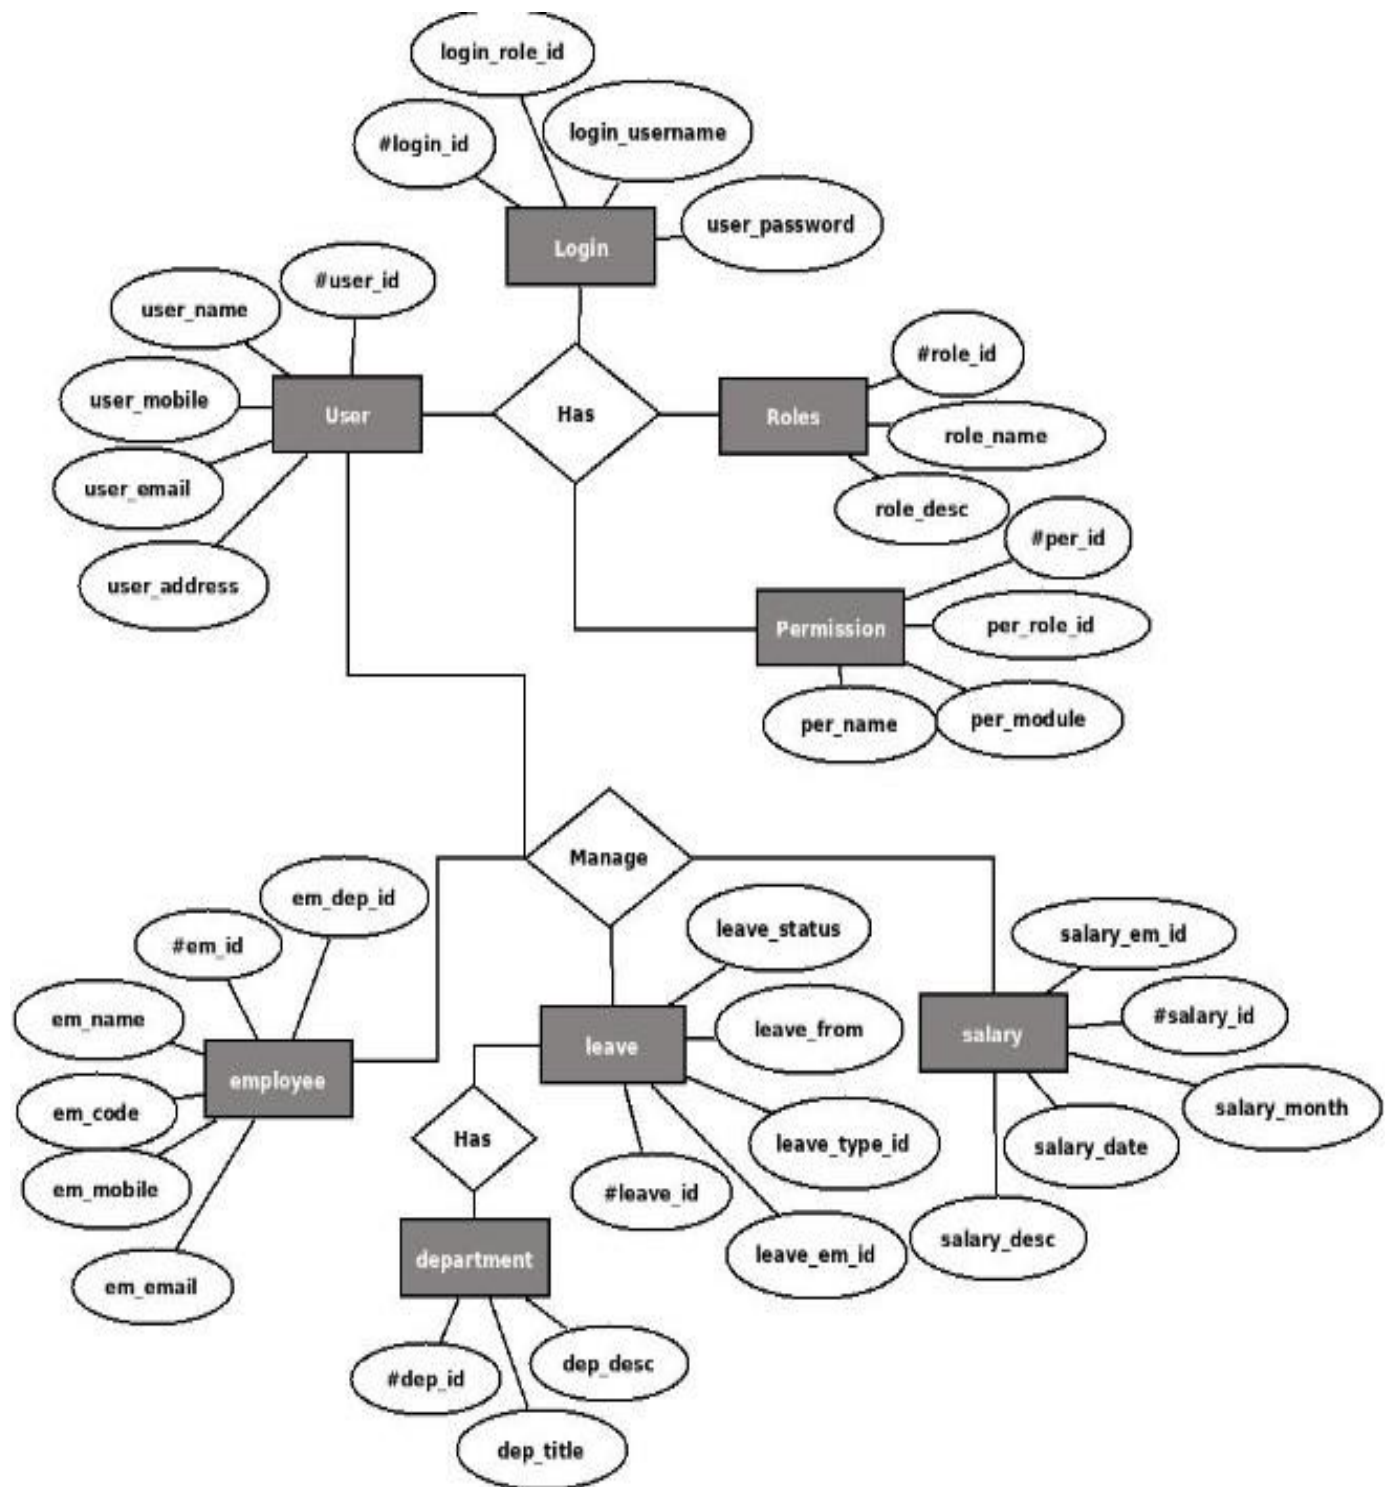 login_role_id
login_username
#login_id
user_password
Login
#user_id
user_name
#role_id
user_mobile
User
Has
Roles
role_name
user_email
role_desc
#per_id
user_address
Permission
per_role_id
per_name
per_module
Manage
em_dep_id
leave_status
salary_em_id
#em_id
em_name
leave_from
#salary_id
leave
salary
employee
em_code
salary_month
Has
leave_type_id
salary_date
em_mobile
#leave_id
salary_desc
leave_em_id
department
em_email
dep_desc
#dep_id
dep_title